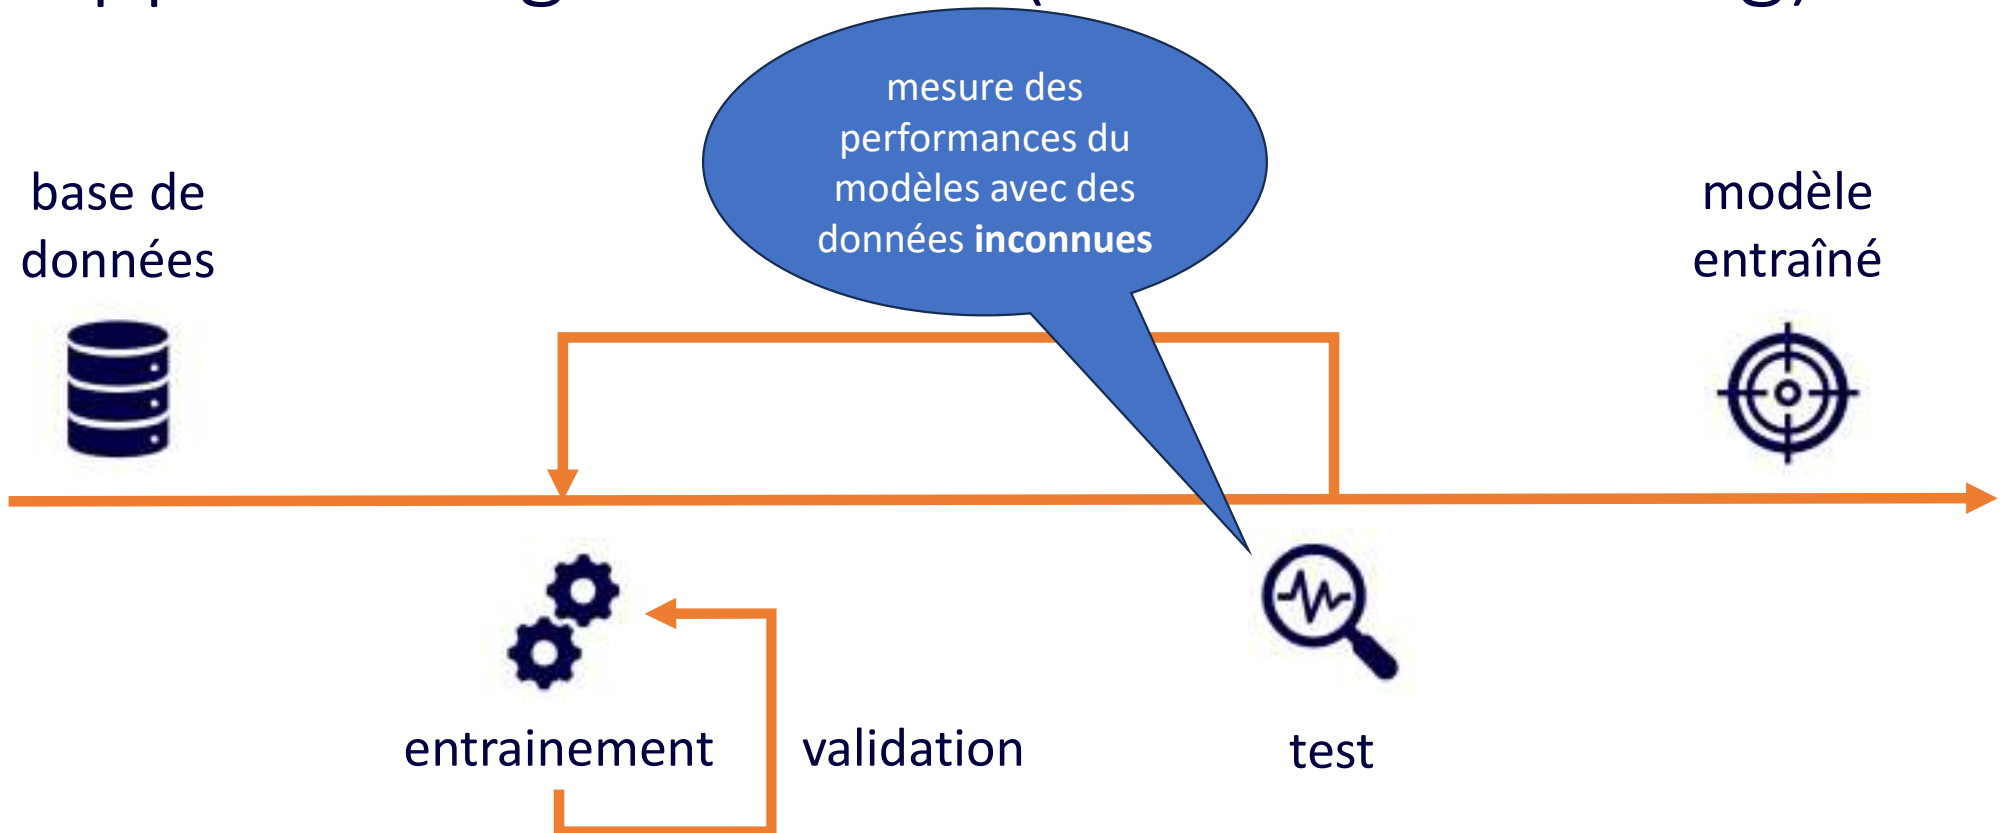 mesure des
performances du
modèles avec des
données inconnues
base de
données
modèle
entraîné
entrainement
validation
test